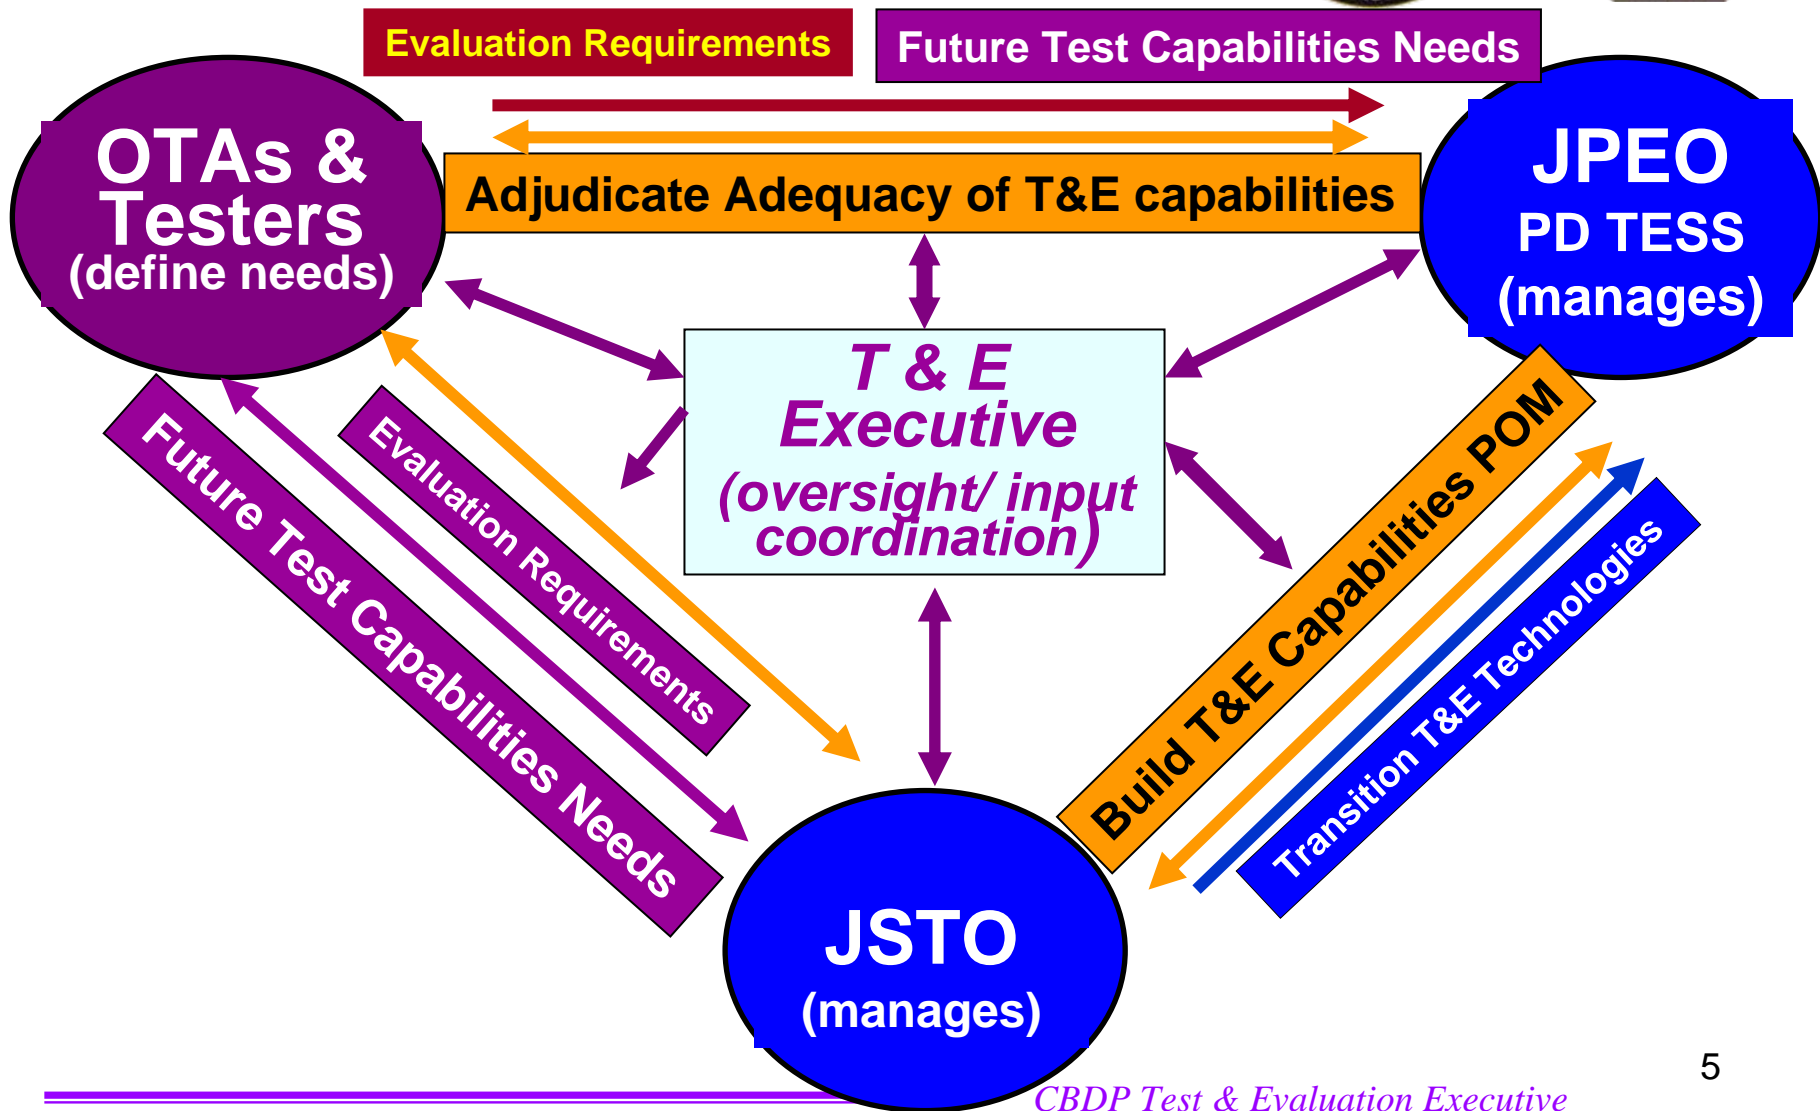 Evaluation Requirements
Future Test Capabilities Needs
OTAs &
Testers
(define needs)
JPEO
PD TESS
(manages)
Adjudicate Adequacy of T&E capabilities
T & E
Executive
(oversight/ input
coordination)
Future Test Capabilities Needs
Evaluation Requirements
Build T&E Capabilities POM
Transition T&E Technologies
JSTO
(manages)
5
CBDP Test & Evaluation Executive